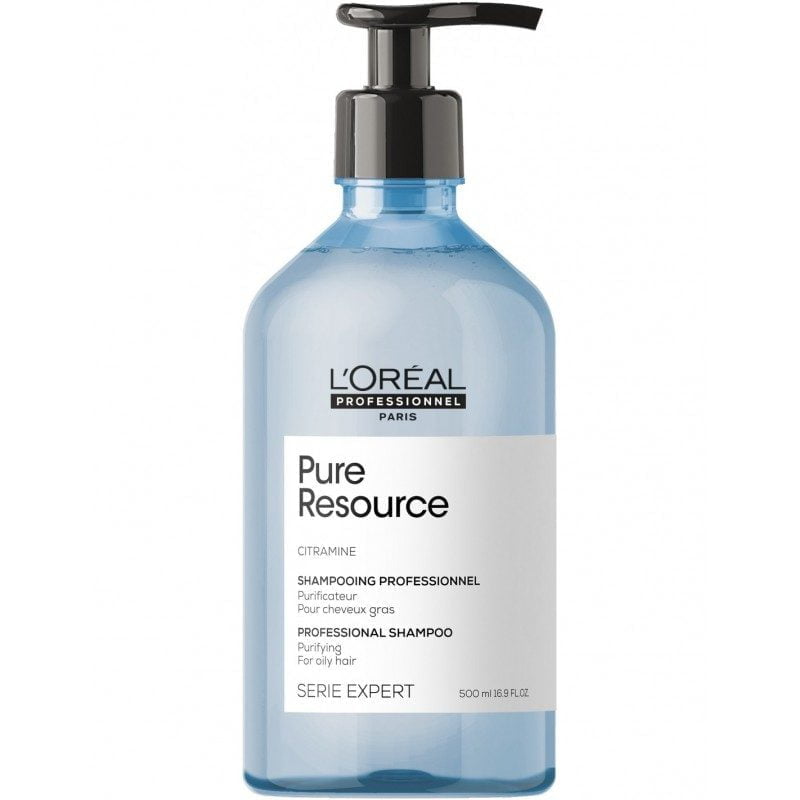 L'ORÉAL
PROFESSIONNEL
PARIS
Pure
Resource
CITRAMINE
SHAMPOOING PROFESSIONNEL
Purificateur
Pour cheveux gras
PROFESSIONAL SHAMPOO
Purifying
For oily hair
SERIE EXPERT 500 ml 16.9 FL.OZ.